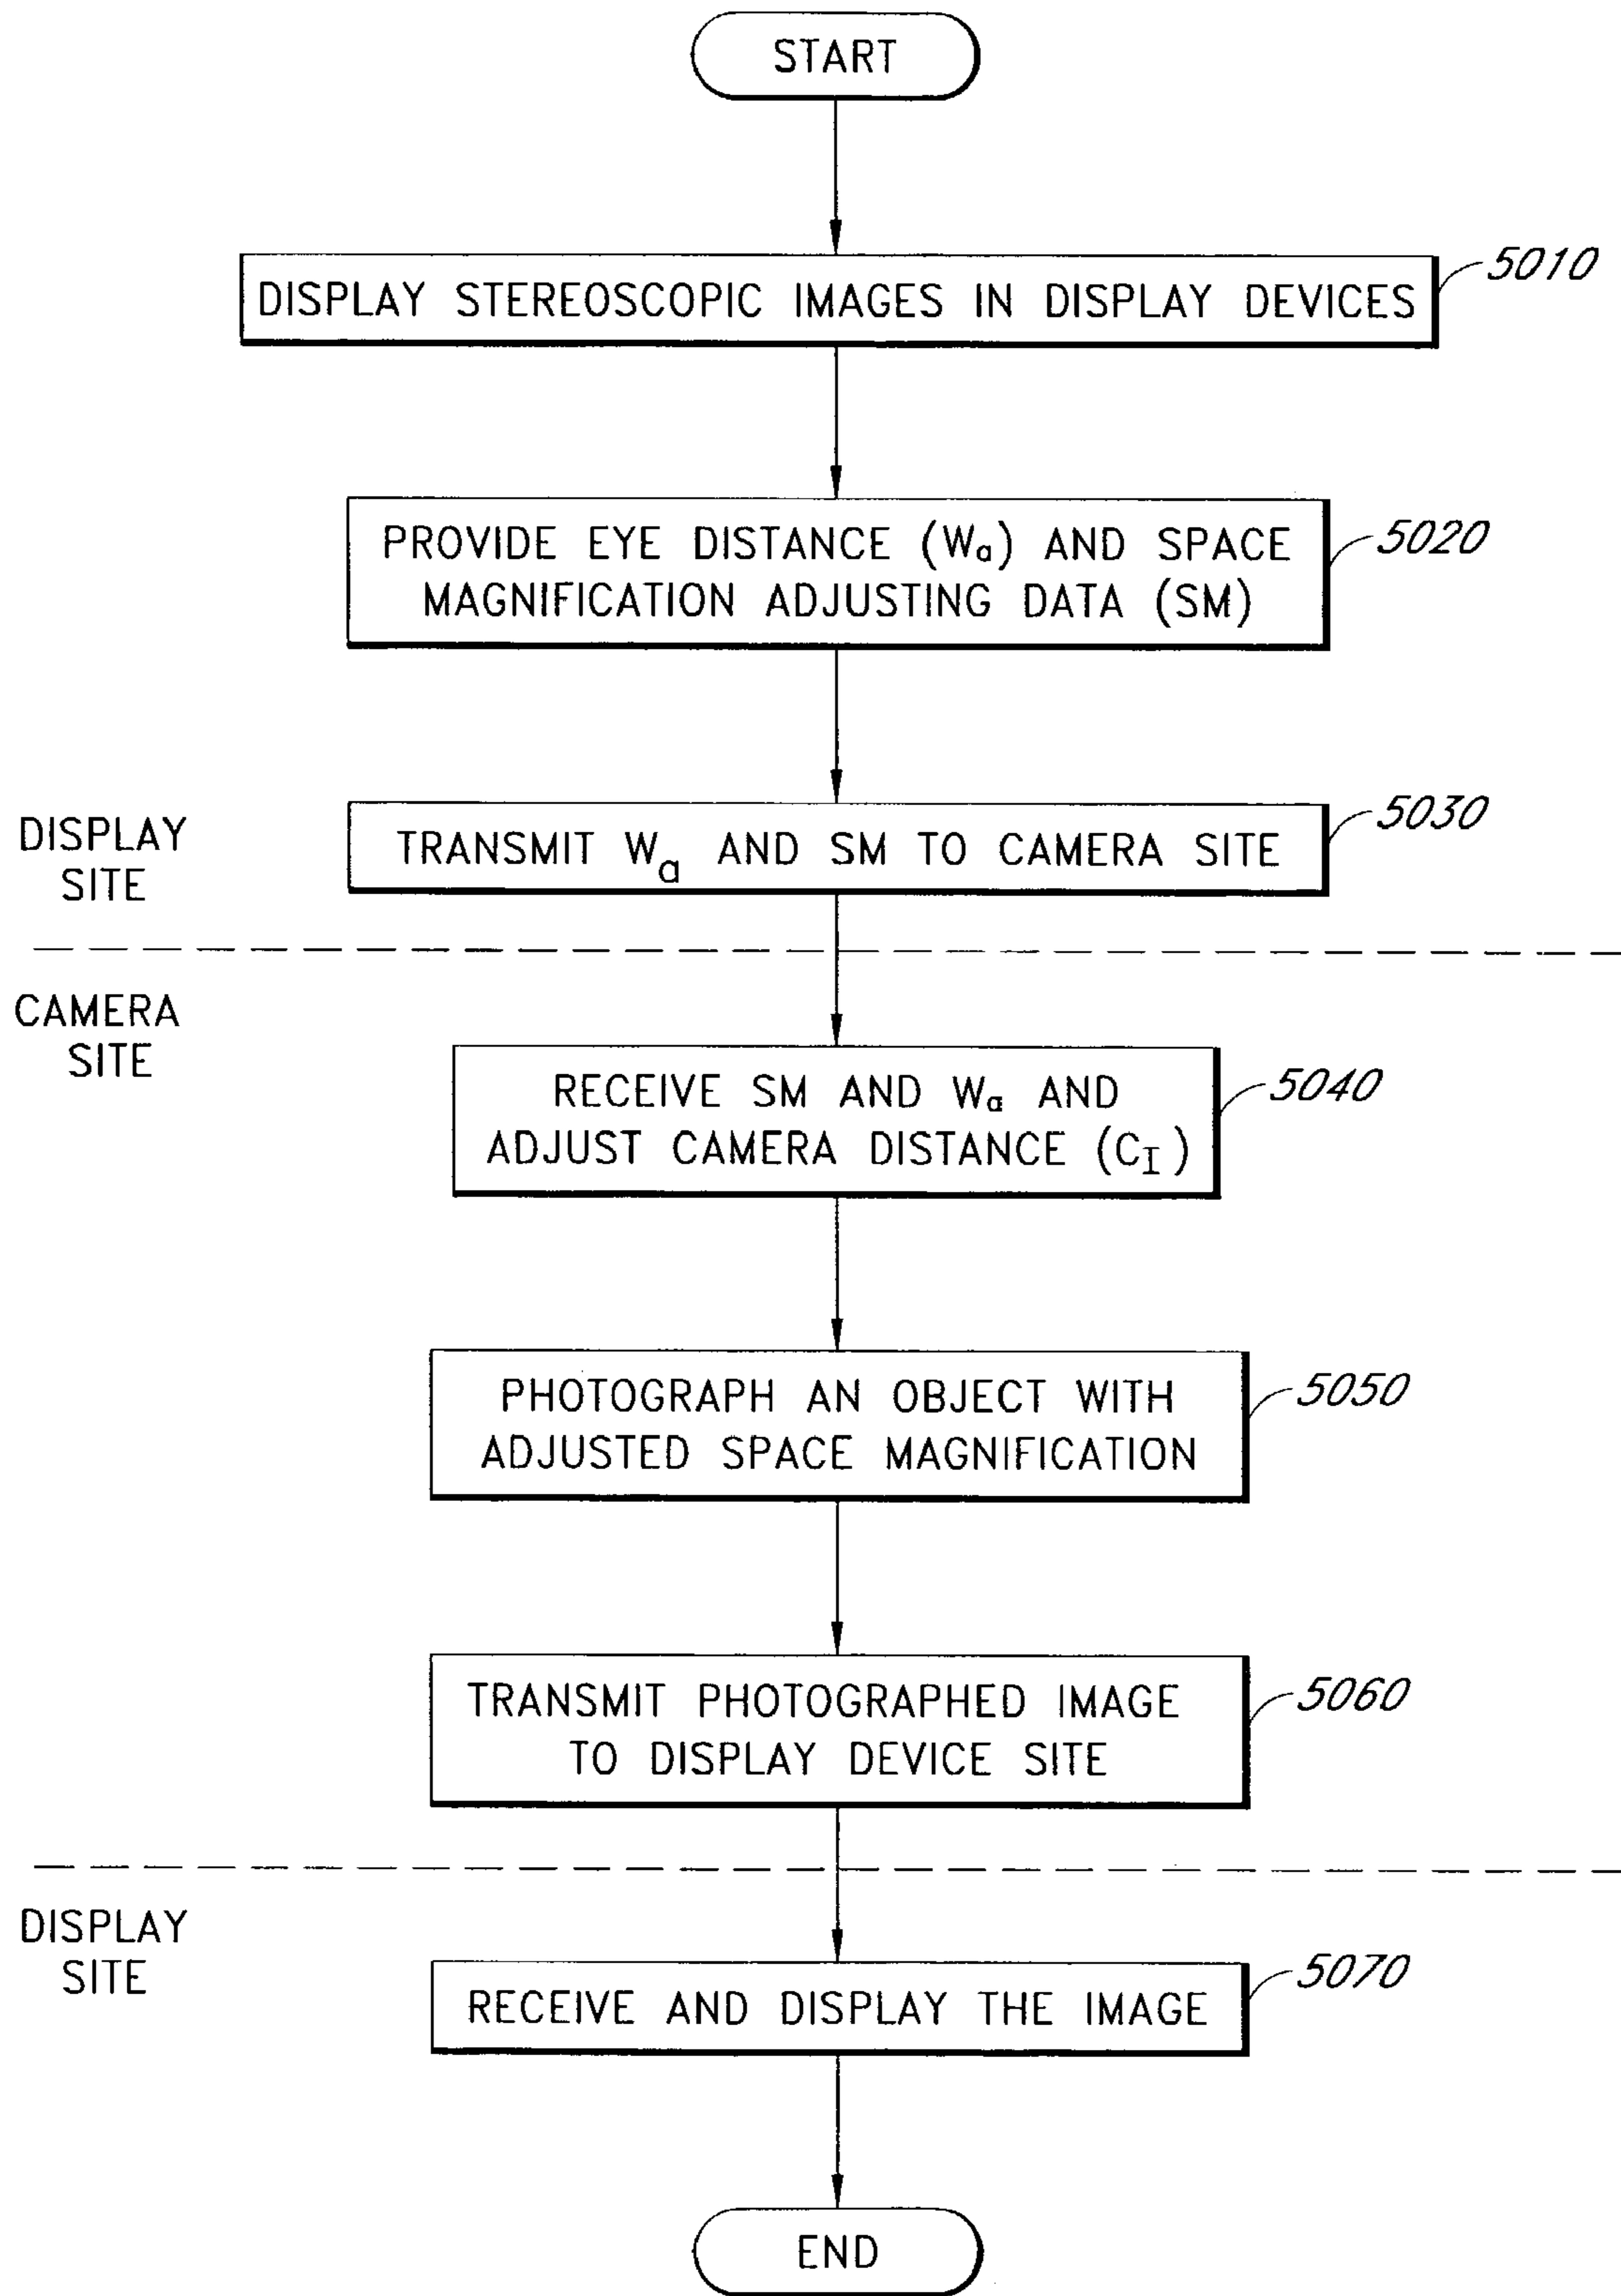 START
DISPLAY STEREOSCOPIC IMAGES IN DISPLAY DEVICES
5010
PROVIDE EYE DISTANCE (Wa) AND SPACE
MAGNIFICATION ADJUSTING DATA (SM)
5020
DISPLAY
SITE
TRANSMIT Wa AND SM TO CAMERA SITE
5030
CAMERA
SITE
RECEIVE SM AND Wa AND
ADJUST CAMERA DISTANCE (CI)
5040
PHOTOGRAPH AN OBJECT WITH
ADJUSTED SPACE MAGNIFICATION
5050
TRANSMIT PHOTOGRAPHED IMAGE
TO DISPLAY DEVICE SITE
5060
DISPLAY
SITE
RECEIVE AND DISPLAY THE IMAGE
5070
END